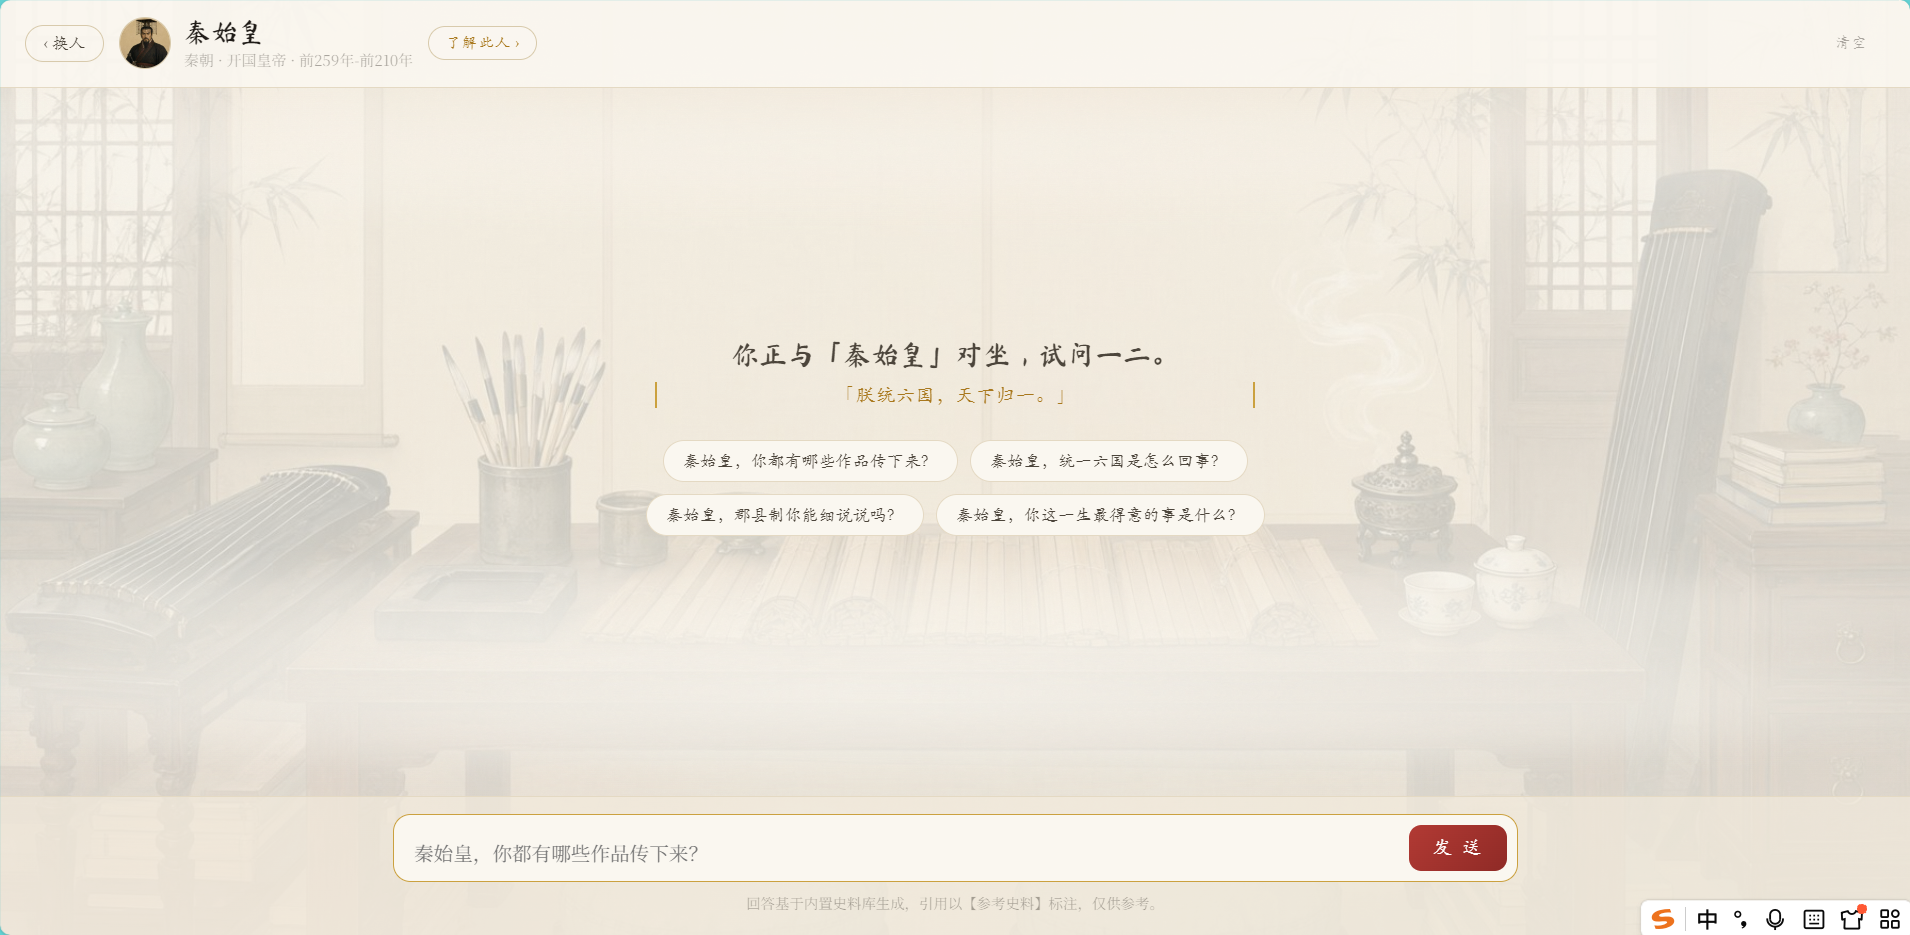 ‹ 换人
秦始皇
秦朝 · 开国皇帝 · 前259年-前210年
了解此人 ›
清空
你正与「秦始皇」对坐，试问一二。
「朕统六国，天下归一。」
秦始皇，你都有哪些作品传下来？
秦始皇，统一六国是怎么回事？
秦始皇，郡县制你能细说说吗？
秦始皇，你这一生最得意的事是什么？
秦始皇，你都有哪些作品传下来？
发送
回答基于内置史料库生成，引用以【参考史料】标注，仅供参考。
中